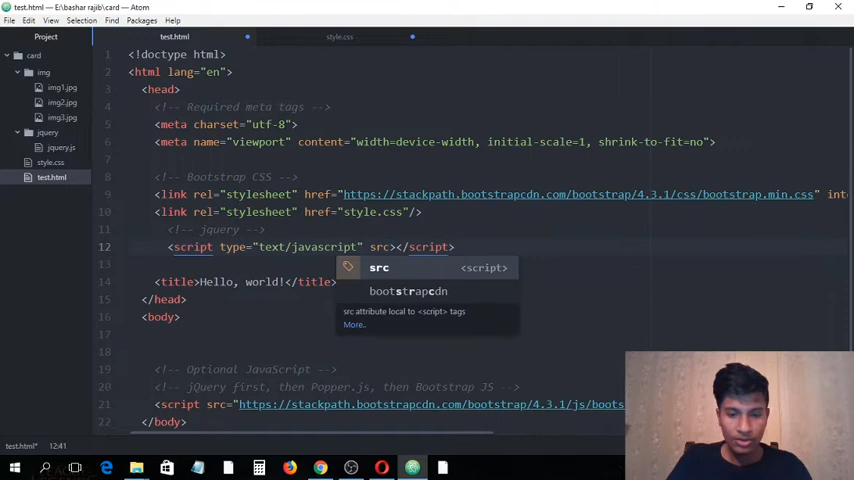 test.html — E:\bashar rajib\card — Atom
File Edit View Selection Find Packages Help
Project
test.html
style.css
card
img
img1.jpg
img2.jpg
img3.jpg
jquery
jquery.js
style.css
test.html
1 <!doctype html>
2 <html lang="en">
3 <head>
4 <!-- Required meta tags -->
5 <meta charset="utf-8">
6 <meta name="viewport" content="width=device-width, initial-scale=1, shrink-to-fit=no">
7
8 <!-- Bootstrap CSS -->
9 <link rel="stylesheet" href="https://stackpath.bootstrapcdn.com/bootstrap/4.3.1/css/bootstrap.min.css" inte
10 <link rel="stylesheet" href="style.css"/>
11 <!-- jquery -->
12 <script type="text/javascript" src></script>
13
14 <title>Hello, world!</title>
15 </head>
16 <body>
17
18
19 <!-- Optional JavaScript -->
20 <!-- jQuery first, then Popper.js, then Bootstrap JS -->
21 <script src="https://stackpath.bootstrapcdn.com/bootstrap/4.3.1/js/boots
22 </body>
src <script>
bootstrapcdn
src attribute local to <script> tags
More..
test.html* 12:41